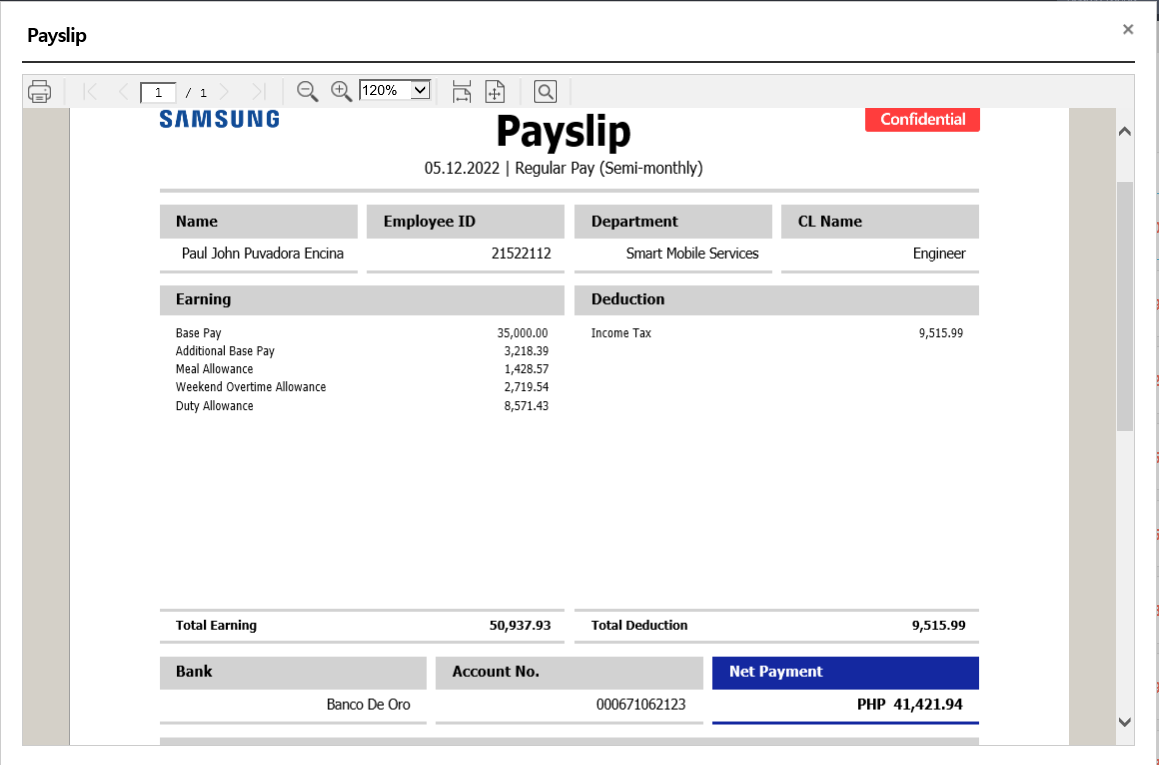 Payslip
×
1 / 1 120%
SAMSUNG
Payslip
Confidential
05.12.2022 | Regular Pay (Semi-monthly)
Name Employee ID Department CL Name
Paul John Puvadora Encina 21522112 Smart Mobile Services Engineer
Earning Deduction
Base Pay 35,000.00 Income Tax 9,515.99
Additional Base Pay 3,218.39
Meal Allowance 1,428.57
Weekend Overtime Allowance 2,719.54
Duty Allowance 8,571.43
Total Earning 50,937.93 Total Deduction 9,515.99
Bank Account No. Net Payment
Banco De Oro 000671062123 PHP 41,421.94